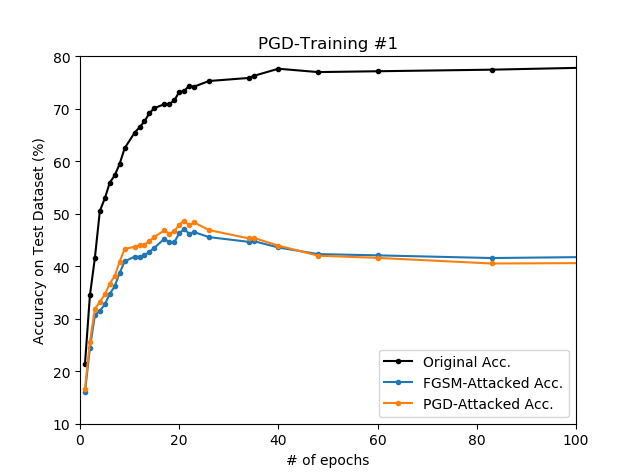 PGD-Training #1
Accuracy on Test Dataset (%)
80
70
60
50
40
30
20
10
0
20
40
60
80
100
# of epochs
Original Acc.
FGSM-Attacked Acc.
PGD-Attacked Acc.